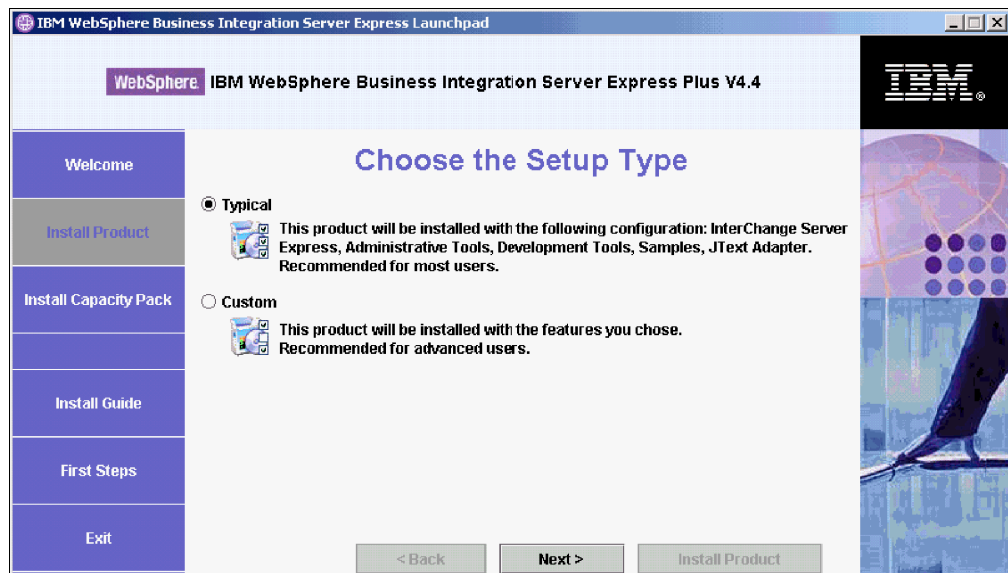 IBM WebSphere Business Integration Server Express Launchpad
WebSphere. IBM WebSphere Business Integration Server Express Plus V4.4
IBM®
Welcome
Install Product
Install Capacity Pack
Install Guide
First Steps
Exit
Choose the Setup Type
Typical
This product will be installed with the following configuration: InterChange Server
Express, Administrative Tools, Development Tools, Samples, JText Adapter.
Recommended for most users.
Custom
This product will be installed with the features you chose.
Recommended for advanced users.
< Back
Next >
Install Product